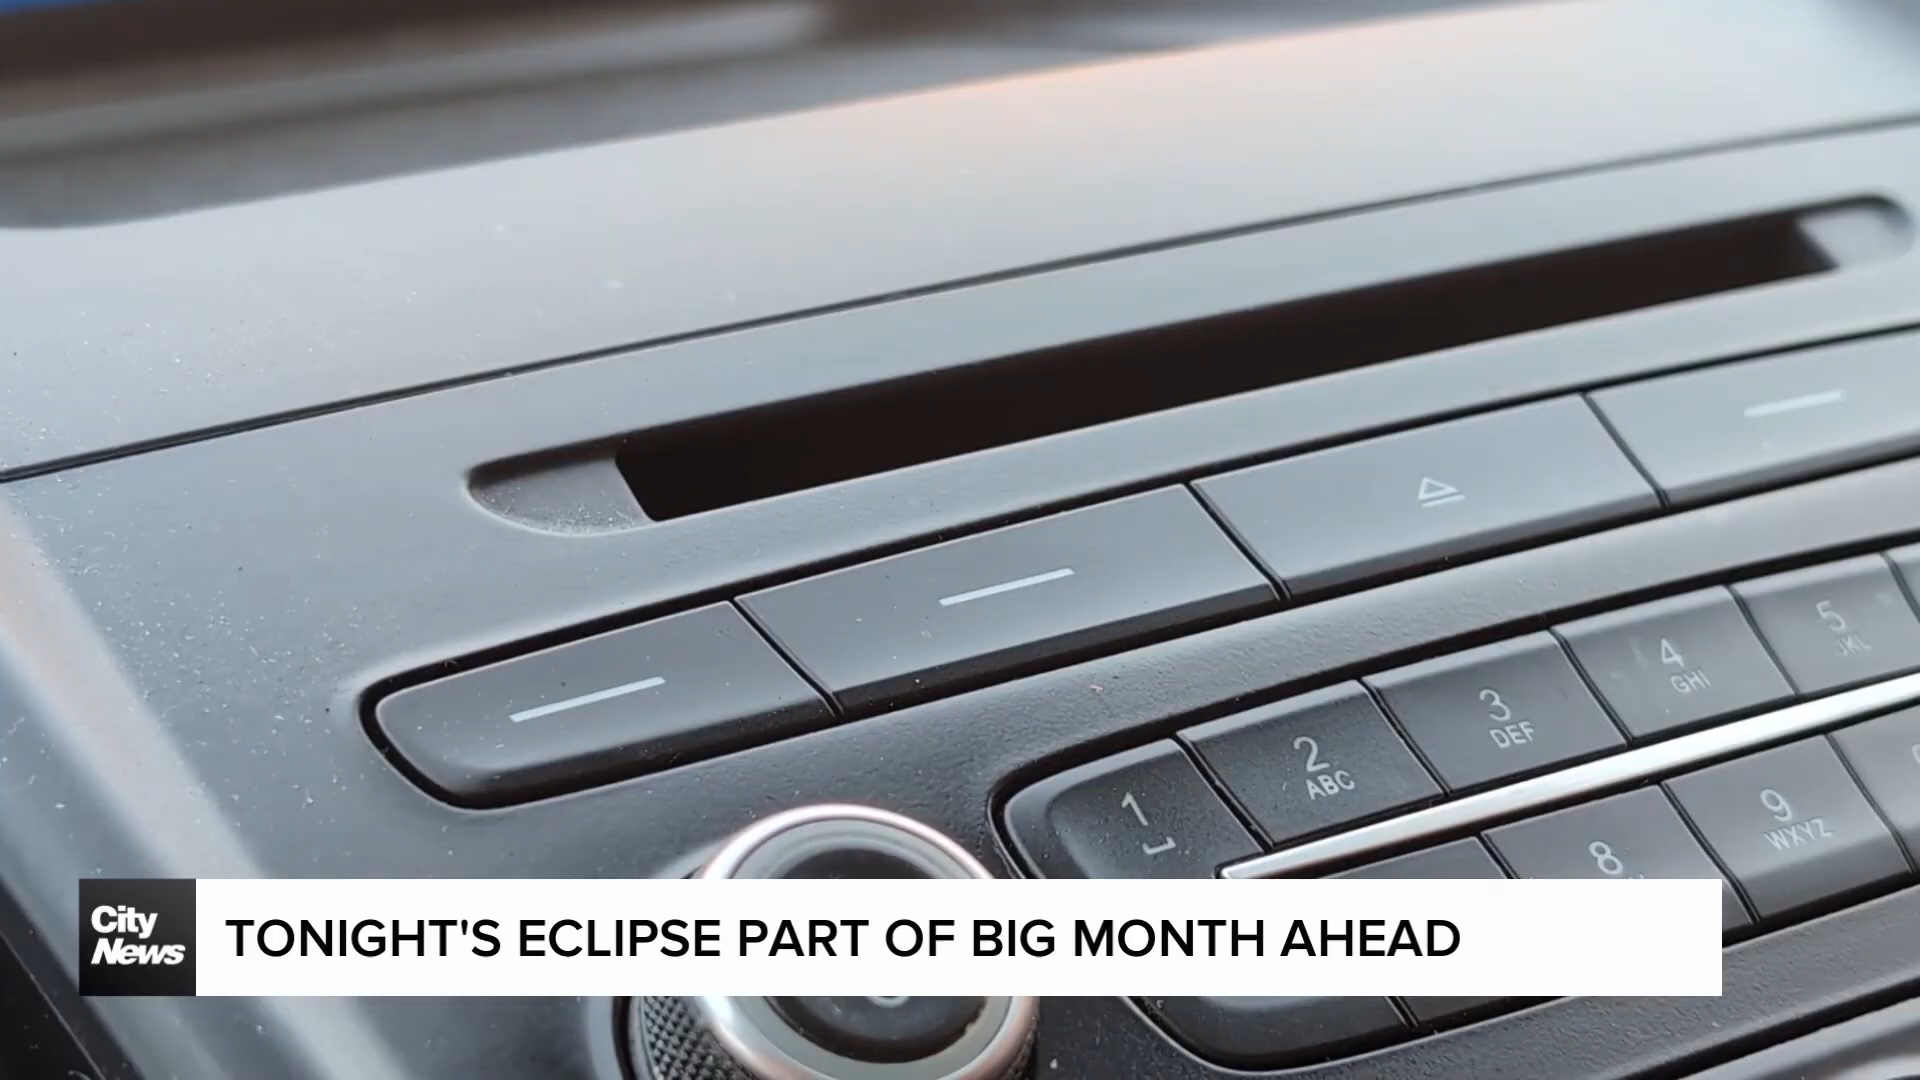 4
GHI
5
JKL
3
DEF
2
ABC
1
9
WXYZ
8
City
News
TONIGHT'S ECLIPSE PART OF BIG MONTH AHEAD